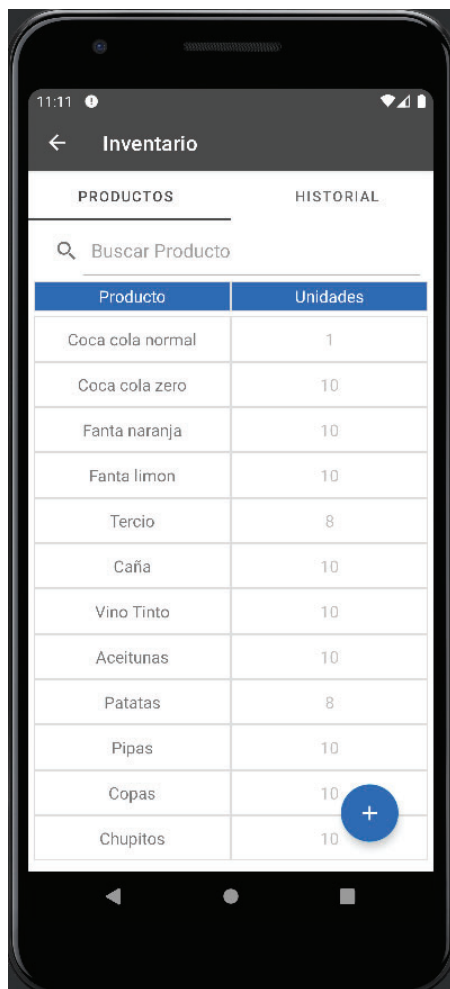 11:11
Inventario
PRODUCTOS HISTORIAL
Buscar Producto
Producto Unidades
Coca cola normal 1
Coca cola zero 10
Fanta naranja 10
Fanta limon 10
Tercio 8
Caña 10
Vino Tinto 10
Aceitunas 10
Patatas 8
Pipas 10
Copas 10
+
Chupitos 10